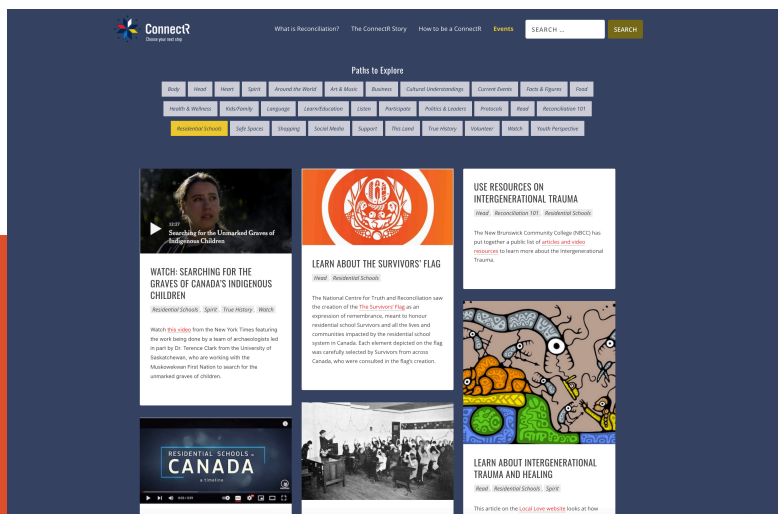 ConnectR
Choose your next step
What is Reconciliation?
The ConnectR Story
How to be a ConnectR
Events
SEARCH ...
SEARCH
Paths to Explore
Body
Head
Heart
Spirit
Around the World
Art & Music
Business
Cultural Understandings
Current Events
Facts & Figures
Food
Health & Wellness
Kids/Family
Language
Learn/Education
Listen
Participate
Politics & Leaders
Protocols
Read
Reconciliation 101
Residential Schools
Safe Spaces
Shopping
Social Media
Support
This Land
True History
Volunteer
Watch
Youth Perspective
12:27
Searching for the Unmarked Graves of
Indigenous Children
WATCH: SEARCHING FOR THE
GRAVES OF CANADA'S INDIGENOUS
CHILDREN
Residential Schools , Spirit , True History , Watch
Watch this video from the New York Times featuring
the work being done by a team of archaeologists led
in part by Dr. Terence Clark from the University of
Saskatchewan, who are working with the
Muskowekwan First Nation to search for the
unmarked graves of children.
RESIDENTIAL SCHOOLS IN
CANADA
a timeline
LEARN ABOUT THE SURVIVORS' FLAG
Head , Residential Schools
The National Centre for Truth and Reconciliation saw
the creation of the The Survivors' Flag as an
expression of remembrance, meant to honour
residential school Survivors and all the lives and
communities impacted by the residential school
system in Canada. Each element depicted on the flag
was carefully selected by Survivors from across
Canada, who were consulted in the flag's creation.
USE RESOURCES ON
INTERGENERATIONAL TRAUMA
Head , Reconciliation 101 , Residential Schools
The New Brunswick Community College (NBCC) has
put together a public list of articles and video
resources to learn more about the Intergenerational
Trauma.
LEARN ABOUT INTERGENERATIONAL
TRAUMA AND HEALING
Read , Residential Schools , Spirit
This article on the Local Love website looks at how